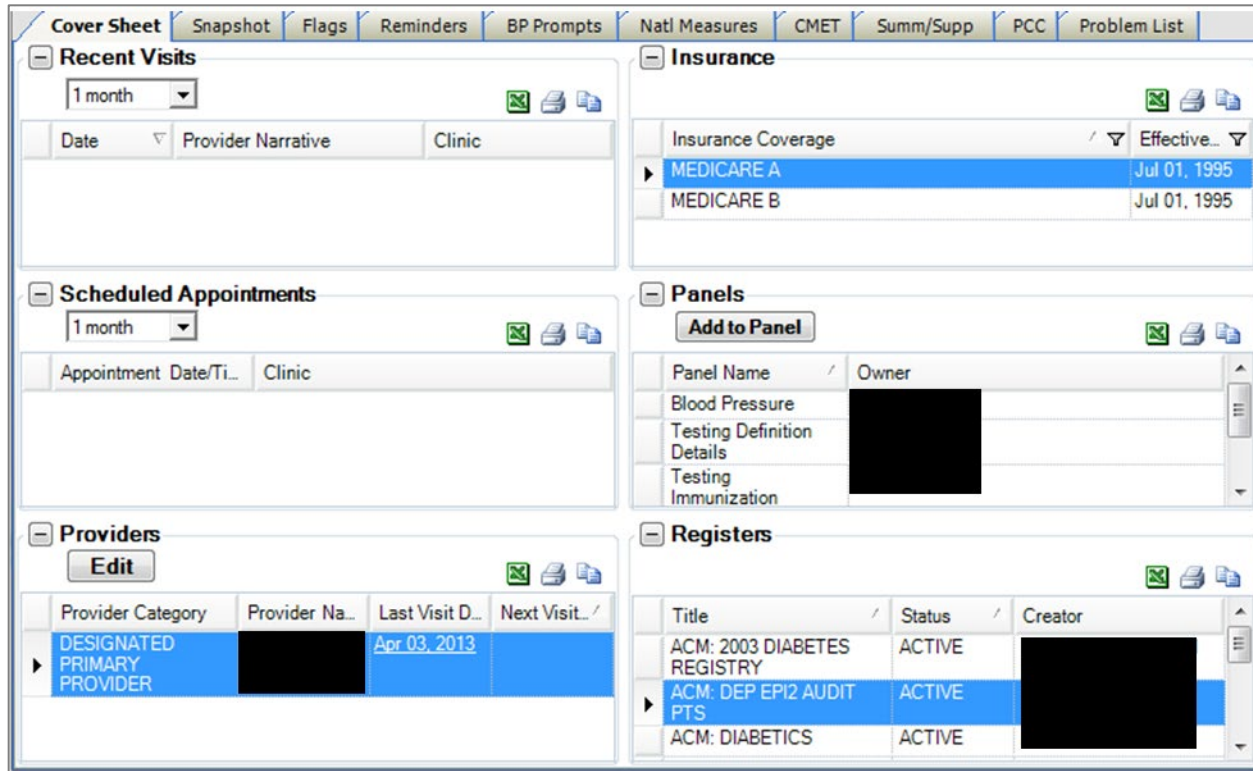 Cover Sheet Snapshot Flags Reminders BP Prompts Natl Measures CMET Summ/Supp PCC Problem List
Recent Visits
1 month
Date Provider Narrative Clinic
Insurance
Insurance Coverage Effective...
MEDICARE A Jul 01, 1995
MEDICARE B Jul 01, 1995
Scheduled Appointments
1 month
Appointment Date/Ti... Clinic
Panels
Add to Panel
Panel Name Owner
Blood Pressure
Testing Definition
Details
Testing
Immunization
Providers
Edit
Provider Category Provider Na... Last Visit D... Next Visit...
DESIGNATED Apr 03, 2013
PRIMARY
PROVIDER
Registers
Title Status Creator
ACM: 2003 DIABETES ACTIVE
REGISTRY
ACM: DEP EPI2 AUDIT ACTIVE
PTS
ACM: DIABETICS ACTIVE